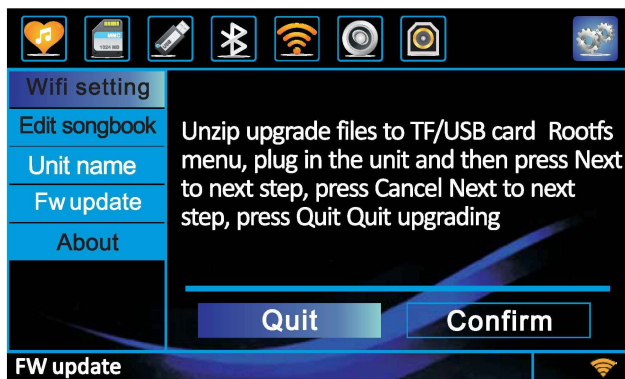 1024 MB
Wifi setting
Edit songbook
Unit name
Fw update
About
Unzip upgrade files to TF/USB card Rootfs
menu, plug in the unit and then press Next
to next step, press Cancel Next to next
step, press Quit Quit upgrading
Quit
Confirm
FW update